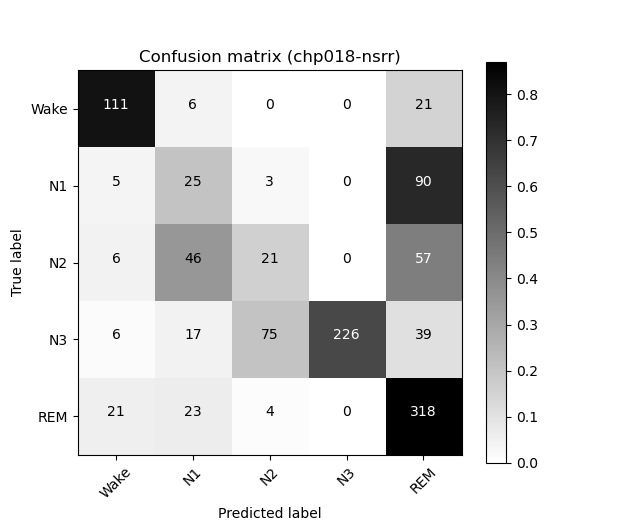 Confusion matrix (chp018-nsrr)
True label
Wake 111 6 0 0 21
N1 5 25 3 0 90
N2 6 46 21 0 57
N3 6 17 75 226 39
REM 21 23 4 0 318
Wake N1 N2 N3 REM
Predicted label
0.8
0.7
0.6
0.5
0.4
0.3
0.2
0.1
0.0